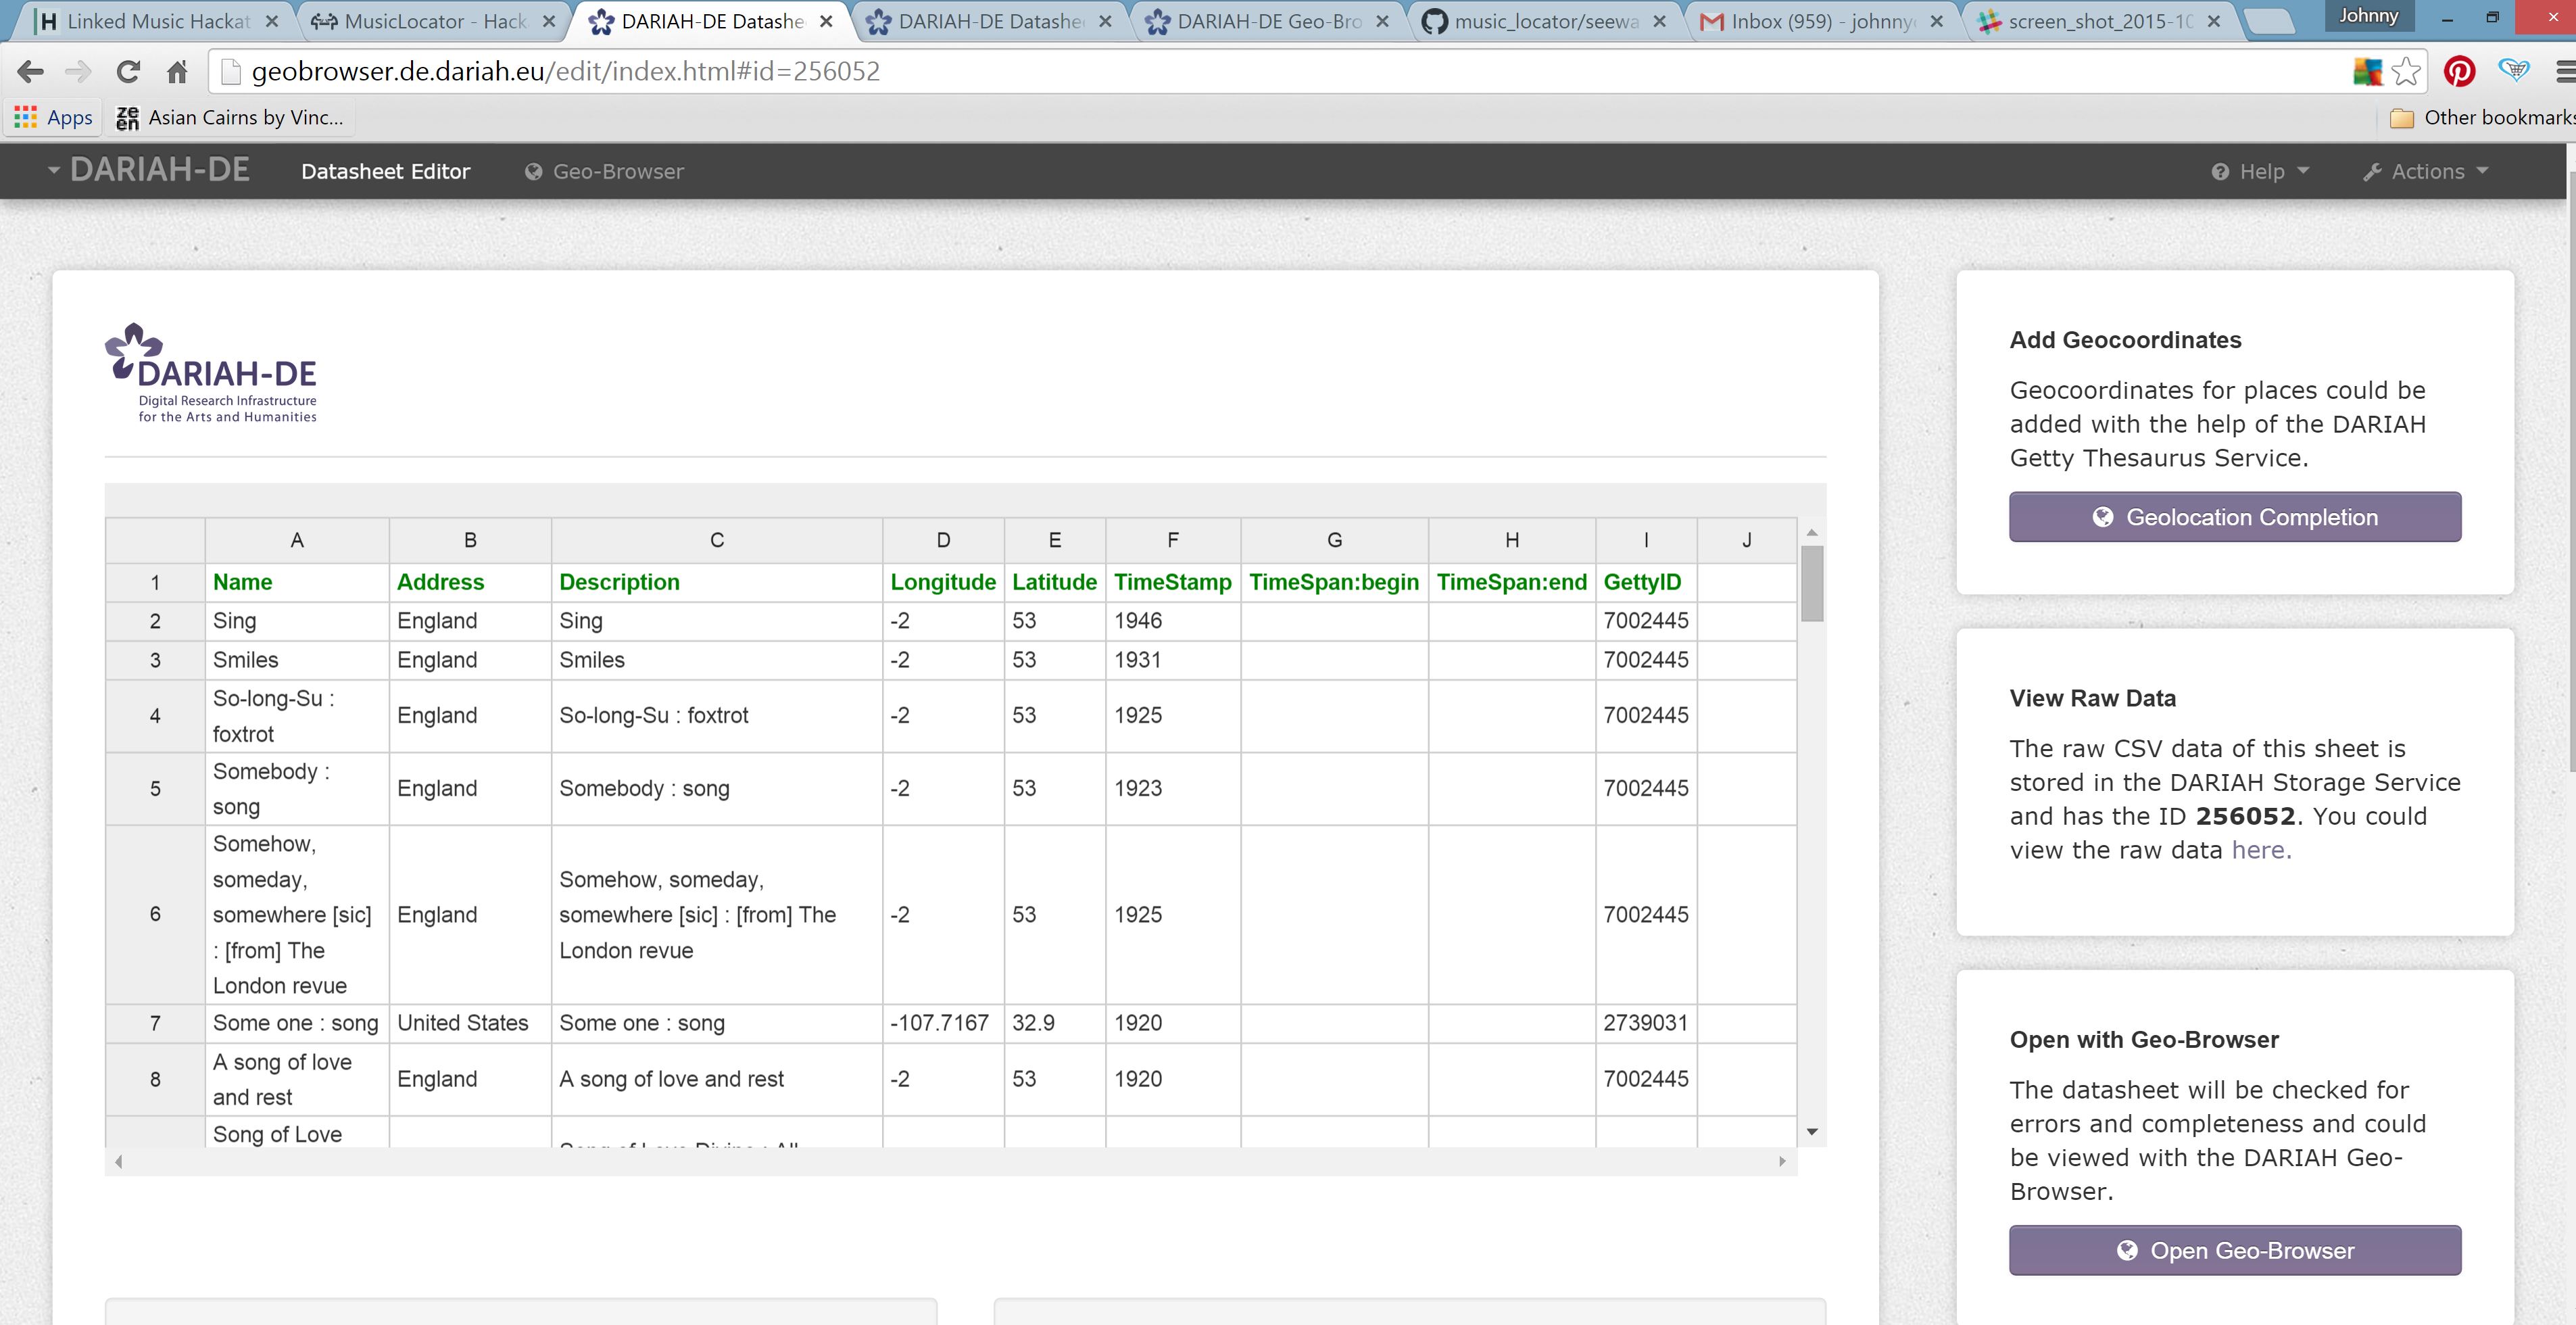 Linked Music Hackat
MusicLocator - Hack
DARIAH-DE Datashe
DARIAH-DE Datashe
DARIAH-DE Geo-Bro
music_locator/seewa
Inbox (959) - johnny
screen_shot_2015-10
Johnny
geobrowser.de.dariah.eu/edit/index.html#id=256052
Apps
zeen
Asian Cairns by Vinc...
Other bookmarks
DARIAH-DE
Datasheet Editor
Geo-Browser
Help
Actions
DARIAH-DE
Digital Research Infrastructure
for the Arts and Humanities
A B C D E F G H I J
1 Name Address Description Longitude Latitude TimeStamp TimeSpan:begin TimeSpan:end GettyID
2 Sing England Sing -2 53 1946 7002445
3 Smiles England Smiles -2 53 1931 7002445
4 So-long-Su :
foxtrot England So-long-Su : foxtrot -2 53 1925 7002445
5 Somebody :
song England Somebody : song -2 53 1923 7002445
6 Somehow,
someday,
somewhere [sic]
: [from] The
London revue England Somehow, someday,
somewhere [sic] : [from] The
London revue -2 53 1925 7002445
7 Some one : song United States Some one : song -107.7167 32.9 1920 2739031
8 A song of love
and rest England A song of love and rest -2 53 1920 7002445
Song of Love
Song of Love Divine : All
Add Geocoordinates
Geocoordinates for places could be
added with the help of the DARIAH
Getty Thesaurus Service.
Geolocation Completion
View Raw Data
The raw CSV data of this sheet is
stored in the DARIAH Storage Service
and has the ID 256052. You could
view the raw data here.
Open with Geo-Browser
The datasheet will be checked for
errors and completeness and could
be viewed with the DARIAH Geo-
Browser.
Open Geo-Browser